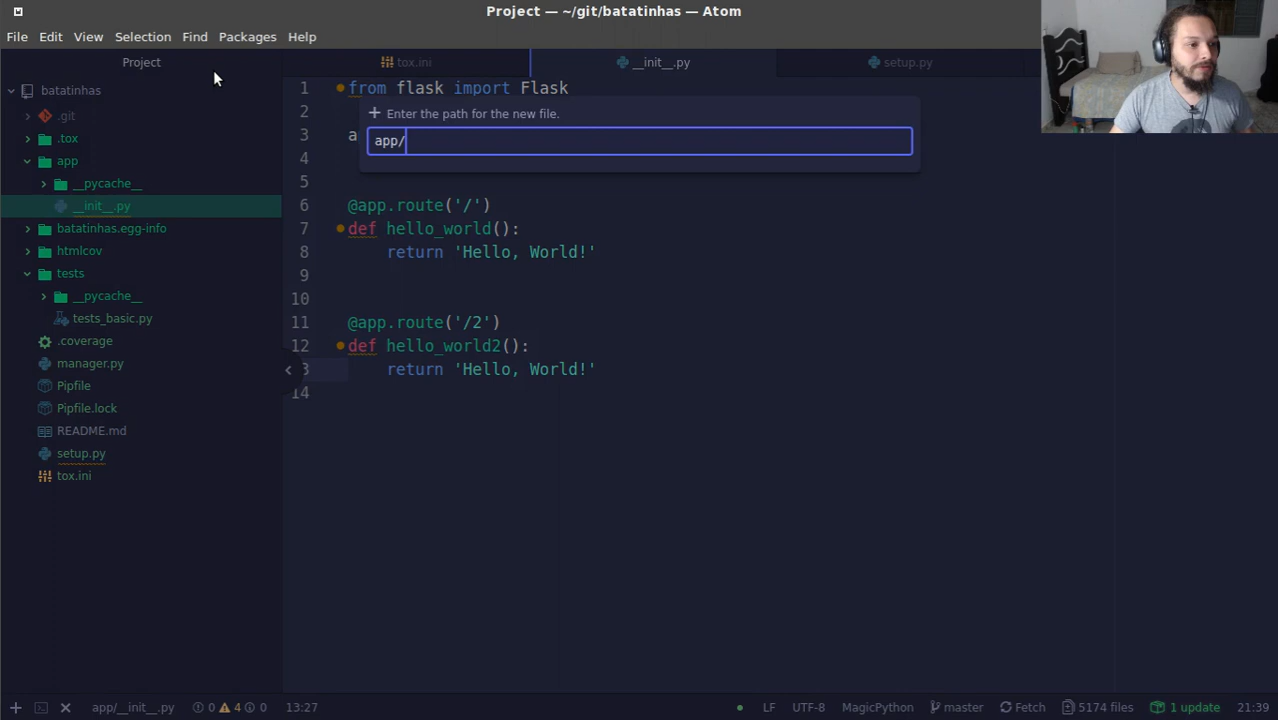 Project — ~/git/batatinhas — Atom
File Edit View Selection Find Packages Help
Project
tox.ini
__init__.py
setup.py
batatinhas
.git
.tox
app
__pycache__
__init__.py
batatinhas.egg-info
htmlcov
tests
__pycache__
tests_basic.py
.coverage
manager.py
Pipfile
Pipfile.lock
README.md
setup.py
tox.ini
1 from flask import Flask
2
Enter the path for the new file.
app/
3 a
4
5
6 @app.route('/')
7 def hello_world():
8 return 'Hello, World!'
9
10
11 @app.route('/2')
12 def hello_world2():
3 return 'Hello, World!'
14
app/__init__.py 0 4 0 13:27 LF UTF-8 MagicPython master Fetch 5174 files 1 update 21:39